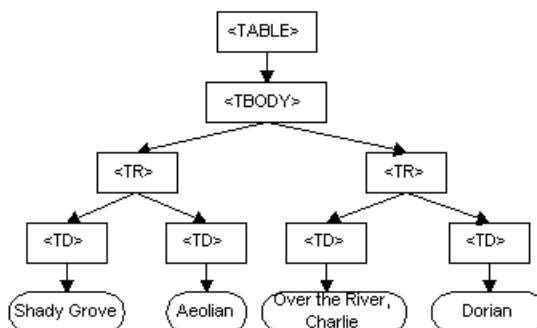 <TABLE>
<TBODY>
<TR> <TR>
<TD> <TD> <TD> <TD>
Shady Grove Aeolian Over the River, Charlie Dorian